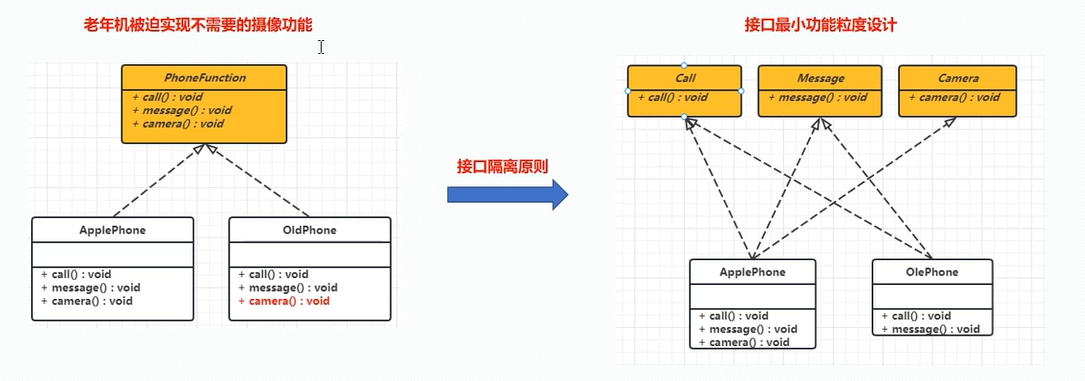 老年机被迫实现不需要的摄像功能
PhoneFunction
+ call() : void
+ message() : void
+ camera() : void
ApplePhone
+ call() : void
+ message() : void
+ camera() : void
OldPhone
+ call() : void
+ message() : void
+ camera() : void
接口隔离原则
接口最小功能粒度设计
Call
+ call() : void
Message
+ message() : void
Camera
+ camera() : void
ApplePhone
+ call() : void
+ message() : void
+ camera() : void
OlePhone
+ call() : void
+ message() : void